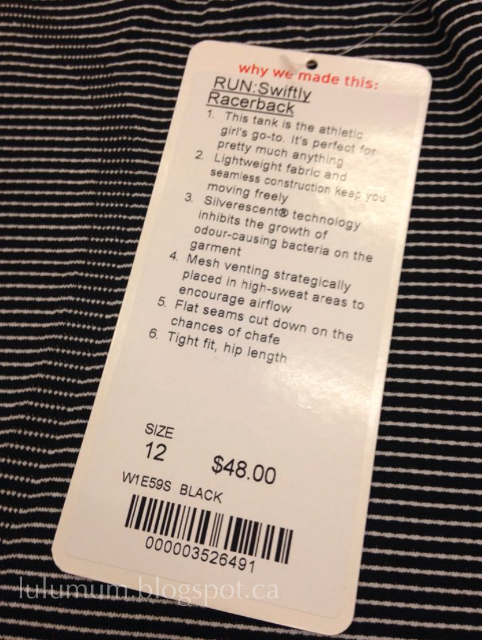 why we made this:
RUN:Swiftly
Racerback
1. This tank is the athletic
girl's go-to. It's perfect for
pretty much anything
2. Lightweight fabric and
seamless construction keep you
moving freely
3. Silverescent® technology
inhibits the growth of
odour-causing bacteria on the
garment
4. Mesh venting strategically
placed in high-sweat areas to
encourage airflow
5. Flat seams cut down on the
chances of chafe
6. Tight fit, hip length
SIZE
12 $48.00
W1E59S BLACK
000003526491
lulumum.blogspot.ca